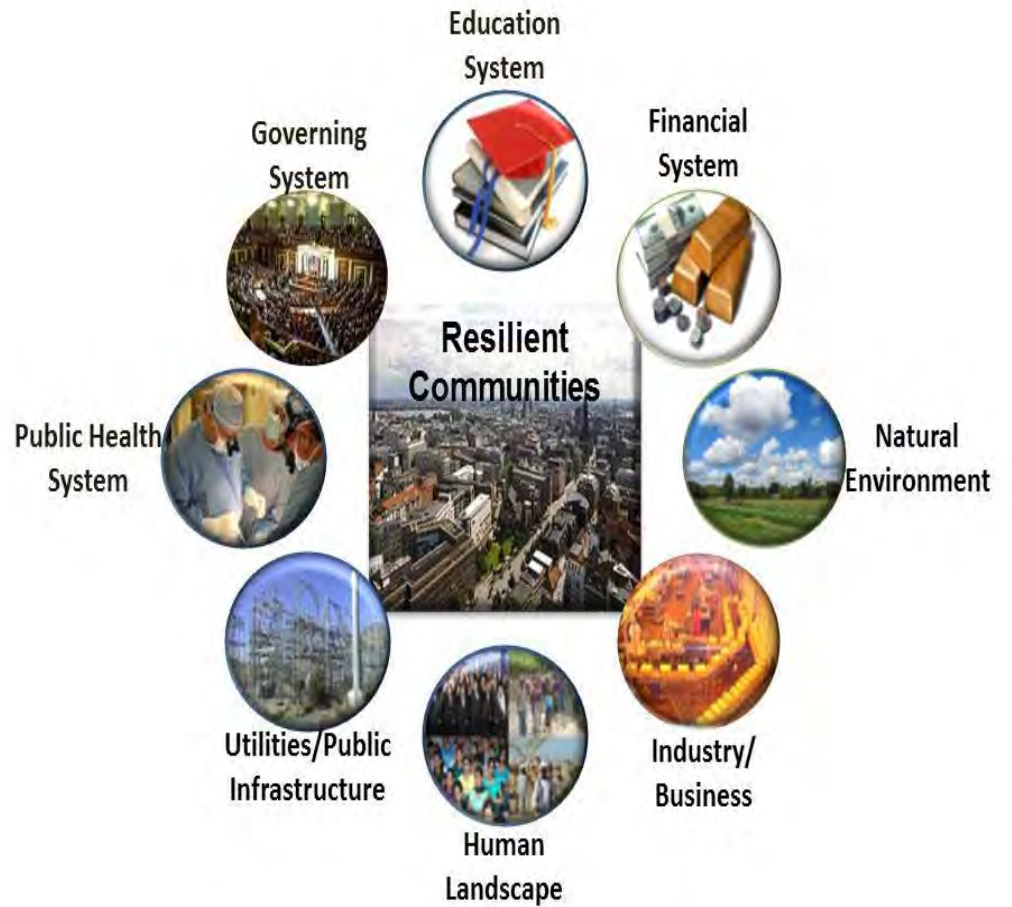 Education
System
Financial
System
Governing
System
Resilient
Communities
Public Health
System
Natural
Environment
Utilities/Public
Infrastructure
Industry/
Business
Human
Landscape